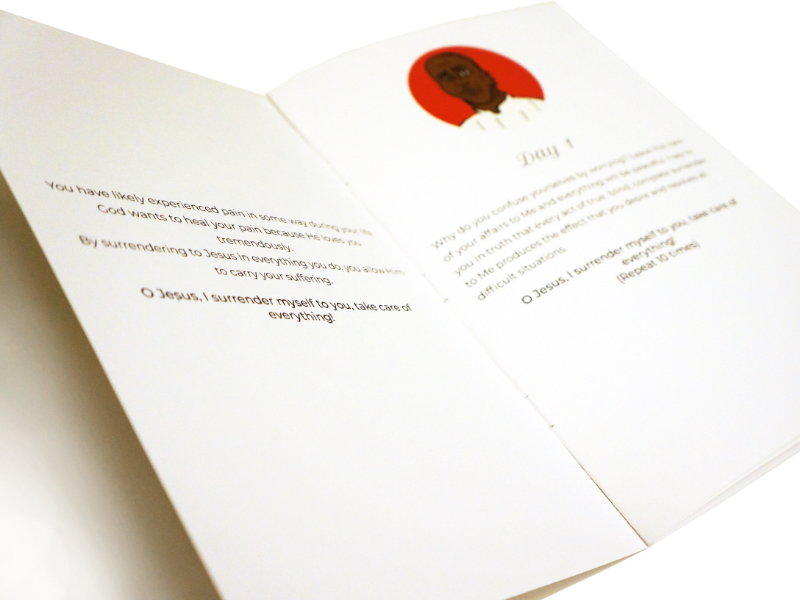 You have likely experienced pain in some way during your life.
God wants to heal your pain because He loves you
tremendously.
By surrendering to Jesus in everything you do, you allow Him
to carry your suffering.
O Jesus, I surrender myself to you, take care of
everything!
Day 1
Why do you confuse yourselves by worrying? Leave the care
of your affairs to Me and everything will be peaceful. I say to
you in truth that every act of true, blind, complete surrender
to Me produces the effect that you desire and resolves all
difficult situations.
O Jesus, I surrender myself to you, take care of
everything!
(Repeat 10 times)